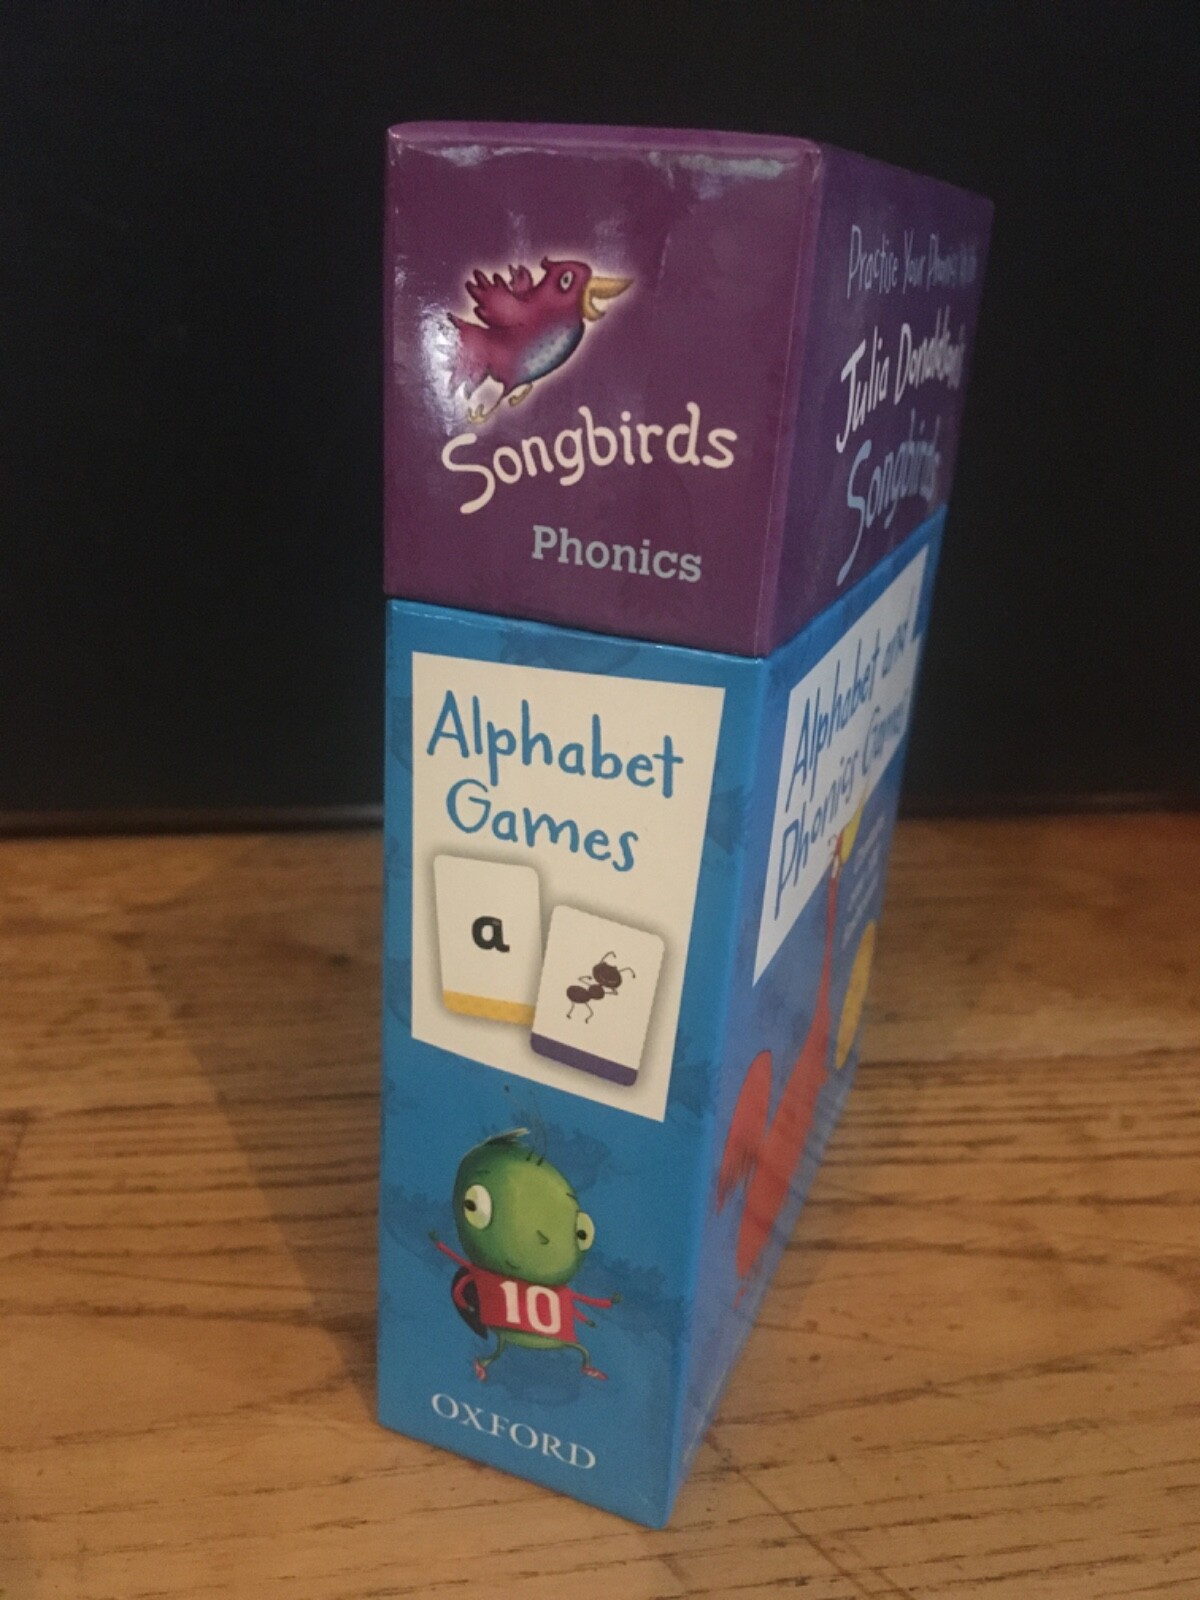 Songbirds
Phonics
Alphabet
Games
a
10
OXFORD
Practise Your Phonics With
Julia Donaldson's
Songbirds
Alphabet and
Phonics Games